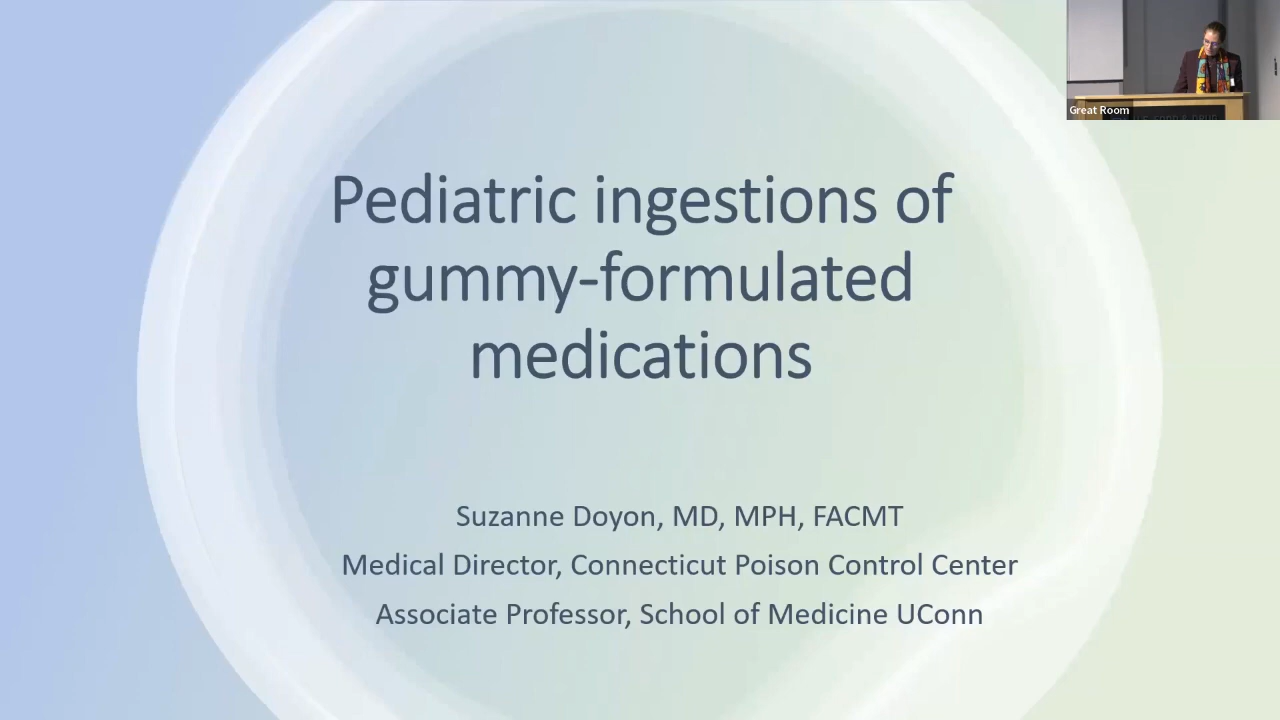 Great Room
Pediatric ingestions of
gummy-formulated
medications
Suzanne Doyon, MD, MPH, FACMT
Medical Director, Connecticut Poison Control Center
Associate Professor, School of Medicine UConn